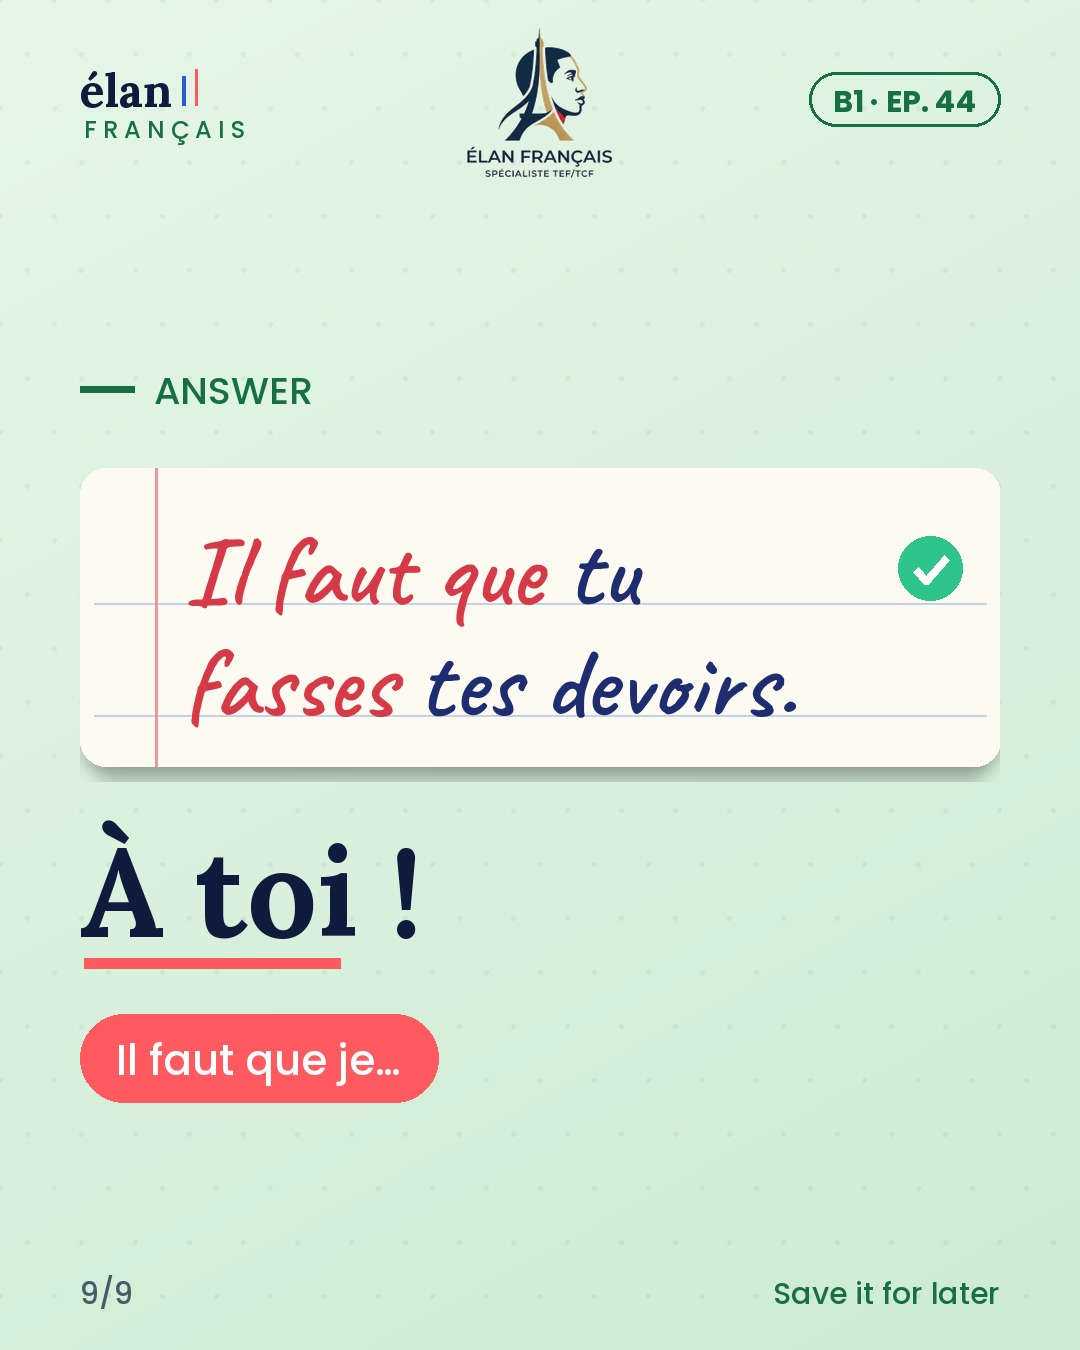 élan
FRANÇAIS
ÉLAN FRANÇAIS
SPÉCIALISTE TEF/TCF
B1 · EP. 44
ANSWER
Il faut que tu
fasses tes devoirs.
À toi !
Il faut que je...
9/9
Save it for later